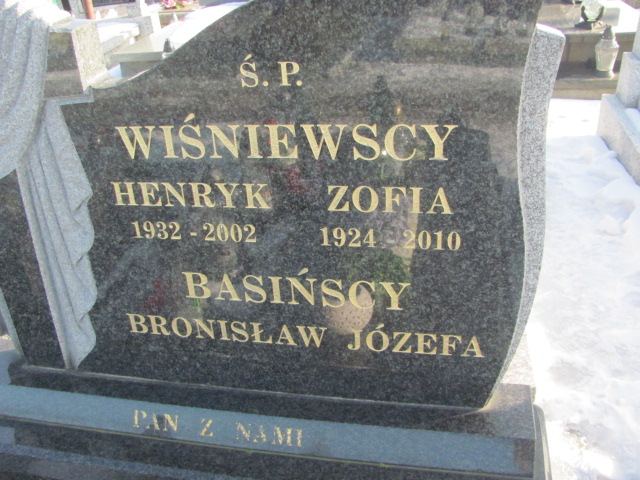 Ś.P.
WIŚNIEWSCY
HENRYK ZOFIA
1932 - 2002 1924 - 2010
BASIŃSCY
BRONISŁAW JÓZEFA
PAN Z NAMI